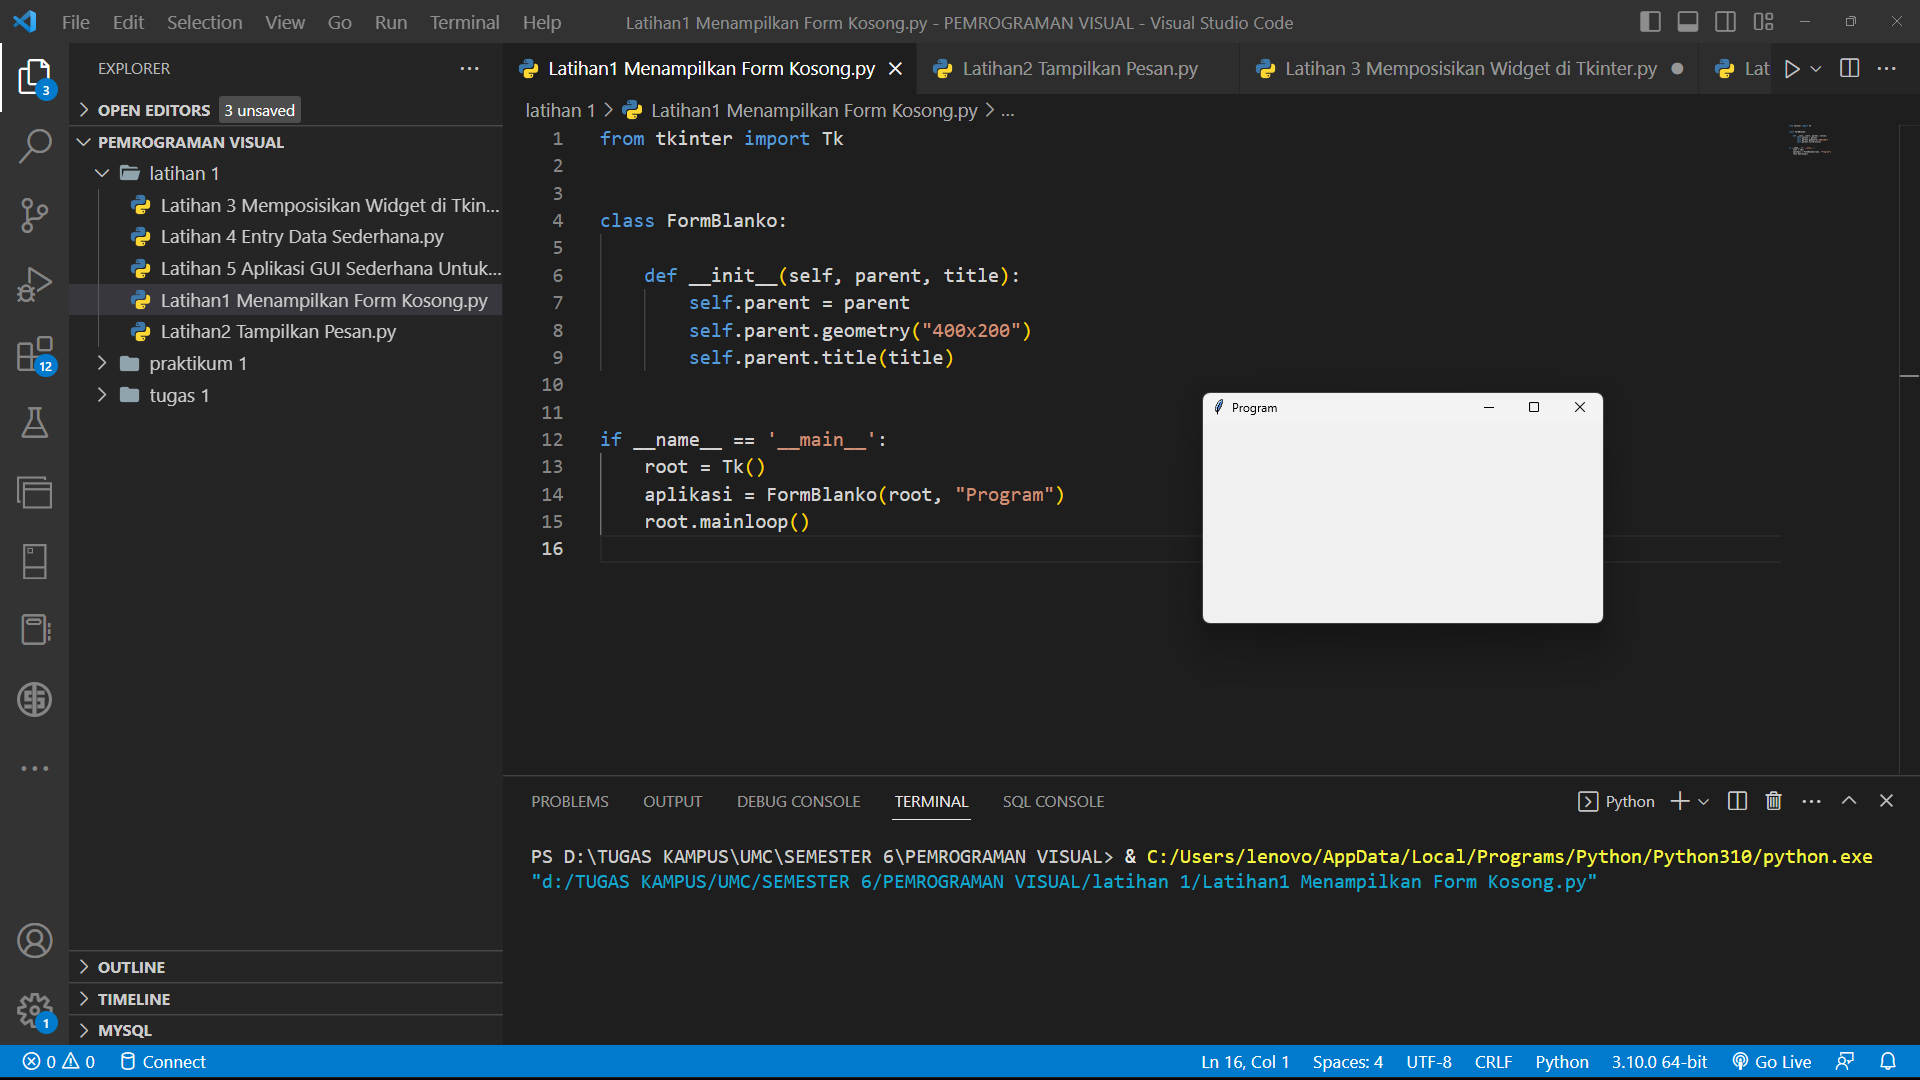 File Edit Selection View Go Run Terminal Help
Latihan1 Menampilkan Form Kosong.py - PEMROGRAMAN VISUAL - Visual Studio Code
EXPLORER
OPEN EDITORS 3 unsaved
PEMROGRAMAN VISUAL
latihan 1
Latihan 3 Memposisikan Widget di Tkin...
Latihan 4 Entry Data Sederhana.py
Latihan 5 Aplikasi GUI Sederhana Untuk...
Latihan1 Menampilkan Form Kosong.py
Latihan2 Tampilkan Pesan.py
praktikum 1
tugas 1
OUTLINE
TIMELINE
MYSQL
3
12
1
Latihan1 Menampilkan Form Kosong.py Latihan2 Tampilkan Pesan.py Latihan 3 Memposisikan Widget di Tkinter.py Lat
latihan 1 > Latihan1 Menampilkan Form Kosong.py > ...
1 from tkinter import Tk
2
3
4 class FormBlanko:
5
6 def __init__(self, parent, title):
7 self.parent = parent
8 self.parent.geometry("400x200")
9 self.parent.title(title)
10
11
12 if __name__ == '__main__':
13 root = Tk()
14 aplikasi = FormBlanko(root, "Program")
15 root.mainloop()
16
Program
PROBLEMS OUTPUT DEBUG CONSOLE TERMINAL SQL CONSOLE
Python
PS D:\TUGAS KAMPUS\UMC\SEMESTER 6\PEMROGRAMAN VISUAL> & C:/Users/lenovo/AppData/Local/Programs/Python/Python310/python.exe
"d:/TUGAS KAMPUS/UMC/SEMESTER 6/PEMROGRAMAN VISUAL/latihan 1/Latihan1 Menampilkan Form Kosong.py"
0 0 Connect
Ln 16, Col 1 Spaces: 4 UTF-8 CRLF Python 3.10.0 64-bit Go Live